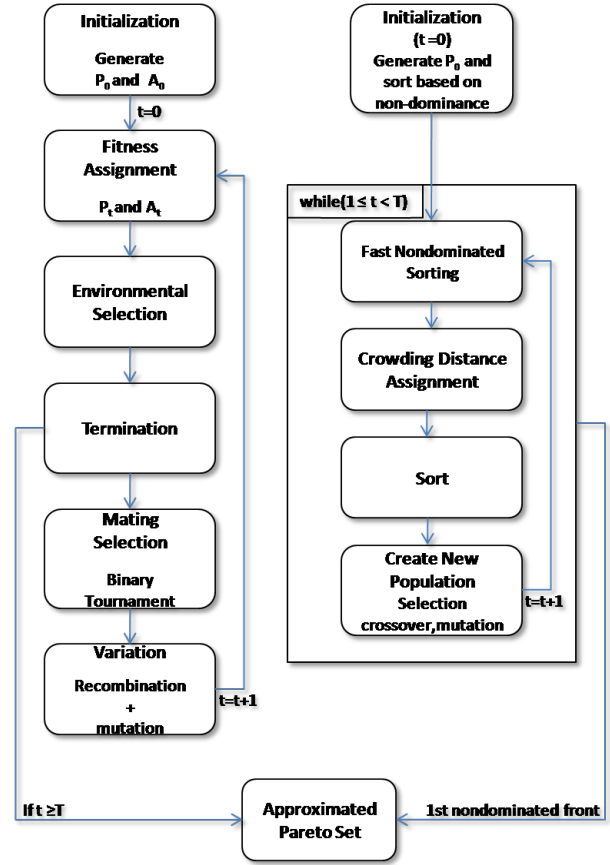 Initialization
Generate
P₀ and A₀
t=0
Fitness
Assignment
Pₜ and Aₜ
Environmental
Selection
Termination
Mating
Selection
Binary
Tournament
Variation
Recombination
+
mutation
t=t+1
If t ≥T
Initialization
(t =0)
Generate P₀ and
sort based on
non-dominance
while(1 ≤ t < T)
Fast Nondominated
Sorting
Crowding Distance
Assignment
Sort
Create New
Population
Selection
crossover,mutation
t=t+1
1st nondominated front
Approximated
Pareto Set